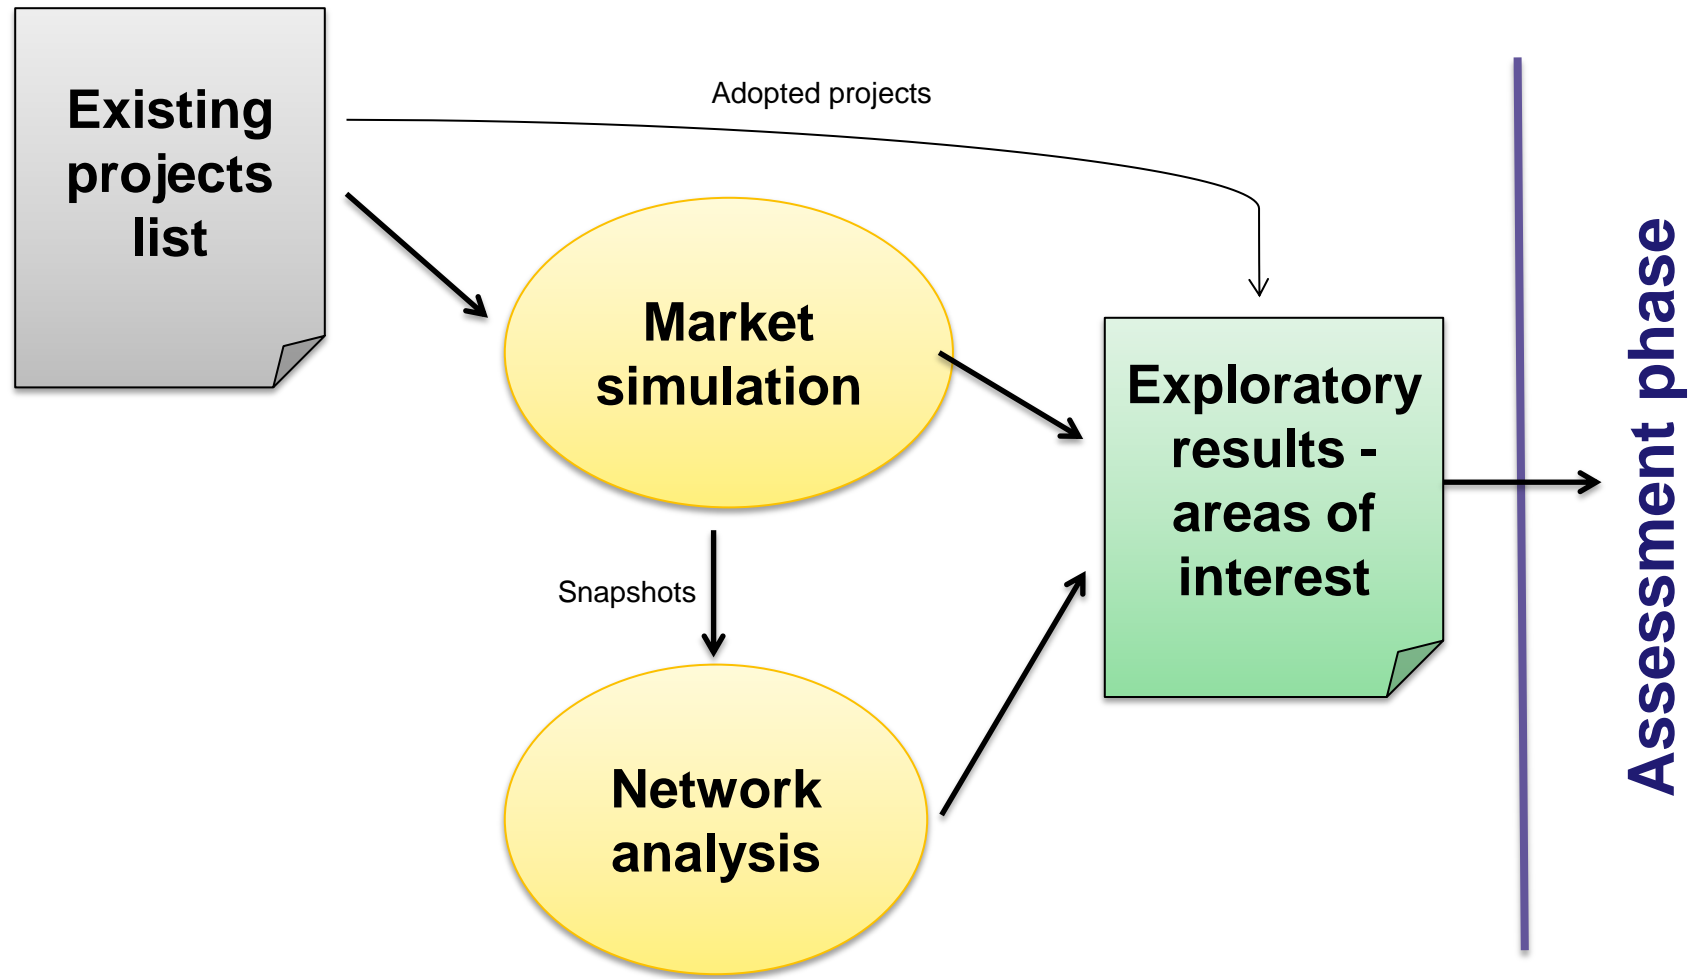 Existing
projects
list
Adopted projects
Market
simulation
Snapshots
Network
analysis
Exploratory
results -
areas of
interest
Assessment phase